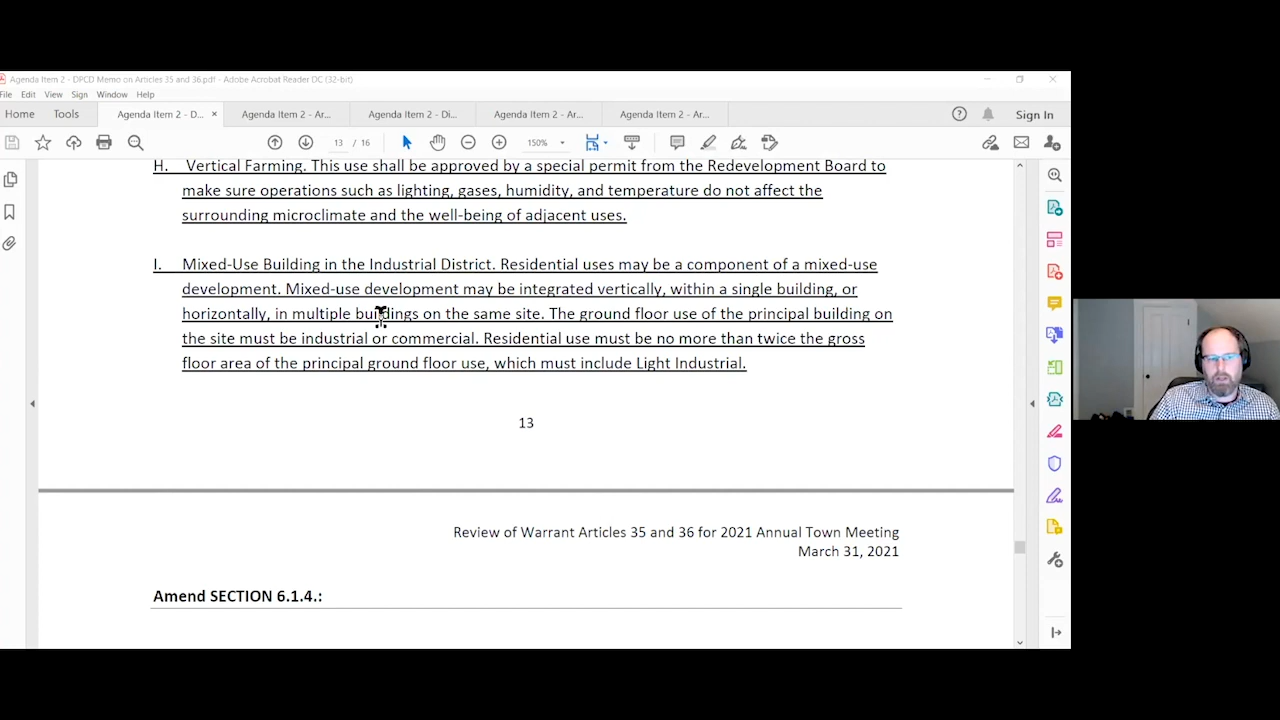 Agenda Item 2 - DPCD Memo on Articles 35 and 36.pdf - Adobe Acrobat Reader DC (32-bit)
File Edit View Sign Window Help
Home Tools Agenda Item 2 - D... × Agenda Item 2 - Ar... Agenda Item 2 - Di... Agenda Item 2 - Ar... Agenda Item 2 - Ar... Sign In
13 / 16 150%
H. Vertical Farming. This use shall be approved by a special permit from the Redevelopment Board to
make sure operations such as lighting, gases, humidity, and temperature do not affect the
surrounding microclimate and the well-being of adjacent uses.
I. Mixed-Use Building in the Industrial District. Residential uses may be a component of a mixed-use
development. Mixed-use development may be integrated vertically, within a single building, or
horizontally, in multiple buildings on the same site. The ground floor use of the principal building on
the site must be industrial or commercial. Residential use must be no more than twice the gross
floor area of the principal ground floor use, which must include Light Industrial.
13
Review of Warrant Articles 35 and 36 for 2021 Annual Town Meeting
March 31, 2021
Amend SECTION 6.1.4.: